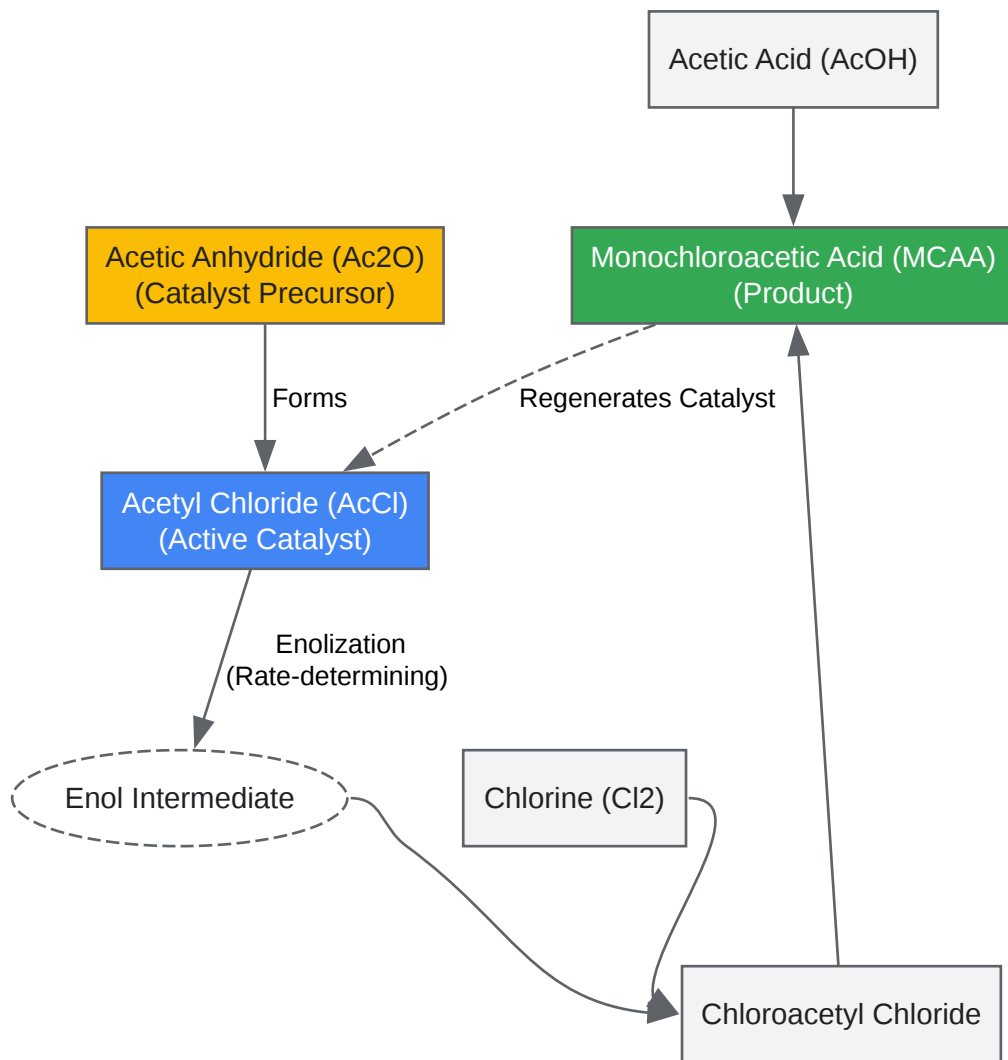 Acetic Acid (AcOH)
Acetic Anhydride (Ac2O)
(Catalyst Precursor)
Monochloroacetic Acid (MCAA)
(Product)
Forms
Regenerates Catalyst
Acetyl Chloride (AcCl)
(Active Catalyst)
Enolization
(Rate-determining)
Enol Intermediate
Chlorine (Cl2)
Chloroacetyl Chloride